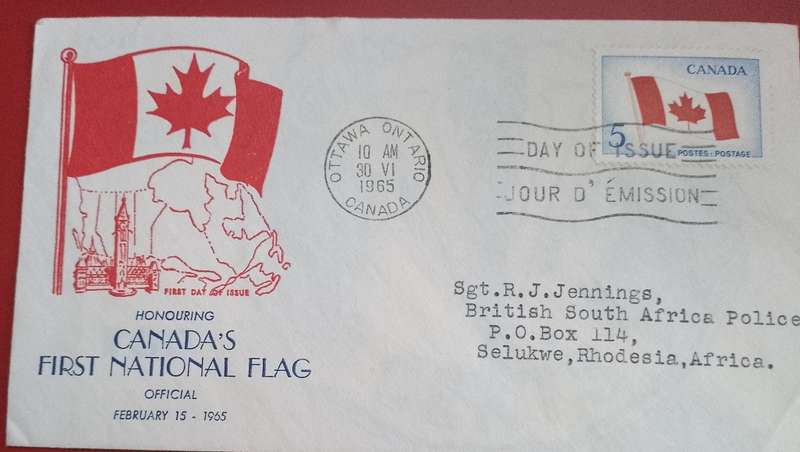 CANADA
5
POSTES-POSTAGE
OTTAWA ONTARIO
10 AM
30 VI
1965
CANADA
DAY OF ISSUE
JOUR D' ÉMISSION
FIRST DAY OF ISSUE
HONOURING
CANADA'S
FIRST NATIONAL FLAG
OFFICIAL
FEBRUARY 15 - 1965
Sgt.R.J.Jennings,
British South Africa Police
P.O.Box 114,
Selukwe,Rhodesia,Africa.